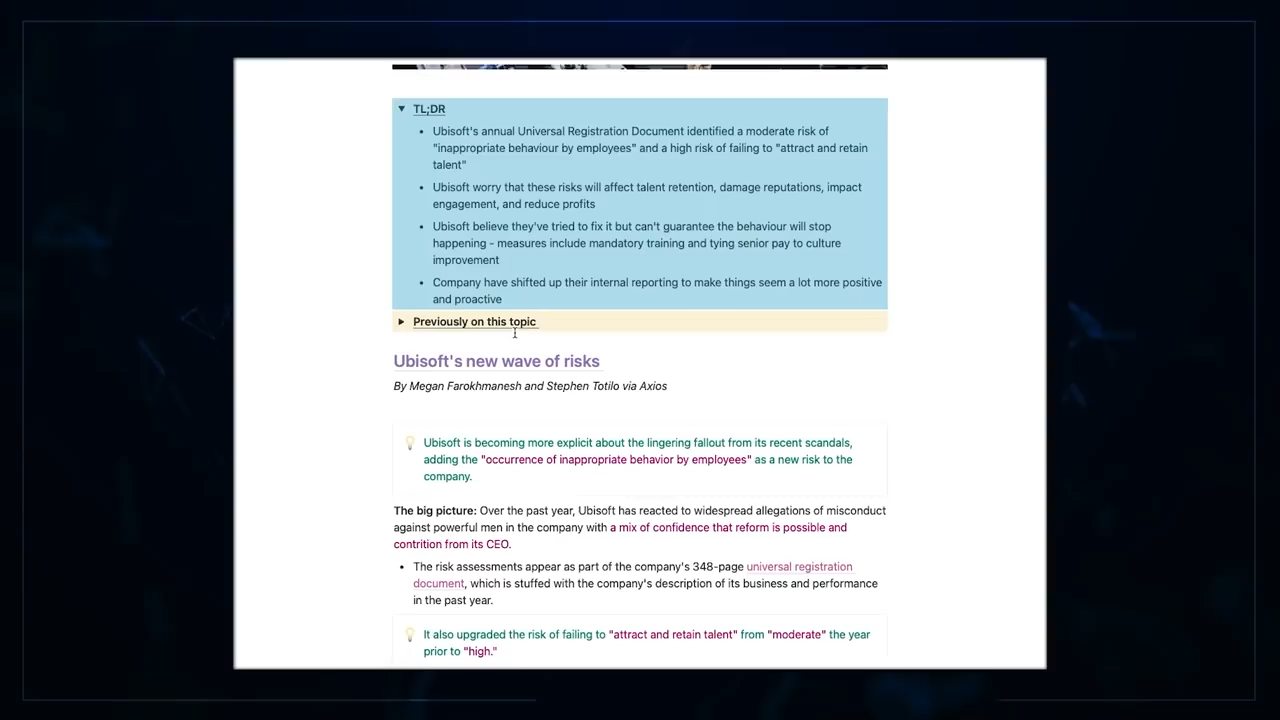 TL;DR
Ubisoft's annual Universal Registration Document identified a moderate risk of
"inappropriate behaviour by employees" and a high risk of failing to "attract and retain
talent"
Ubisoft worry that these risks will affect talent retention, damage reputations, impact
engagement, and reduce profits
Ubisoft believe they've tried to fix it but can't guarantee the behaviour will stop
happening - measures include mandatory training and tying senior pay to culture
improvement
Company have shifted up their internal reporting to make things seem a lot more positive
and proactive
Previously on this topic
Ubisoft's new wave of risks
By Megan Farokhmanesh and Stephen Totilo via Axios
Ubisoft is becoming more explicit about the lingering fallout from its recent scandals,
adding the "occurrence of inappropriate behavior by employees" as a new risk to the
company.
The big picture: Over the past year, Ubisoft has reacted to widespread allegations of misconduct
against powerful men in the company with a mix of confidence that reform is possible and
contrition from its CEO.
The risk assessments appear as part of the company's 348-page universal registration
document, which is stuffed with the company's description of its business and performance
in the past year.
It also upgraded the risk of failing to "attract and retain talent" from "moderate" the year
prior to "high."